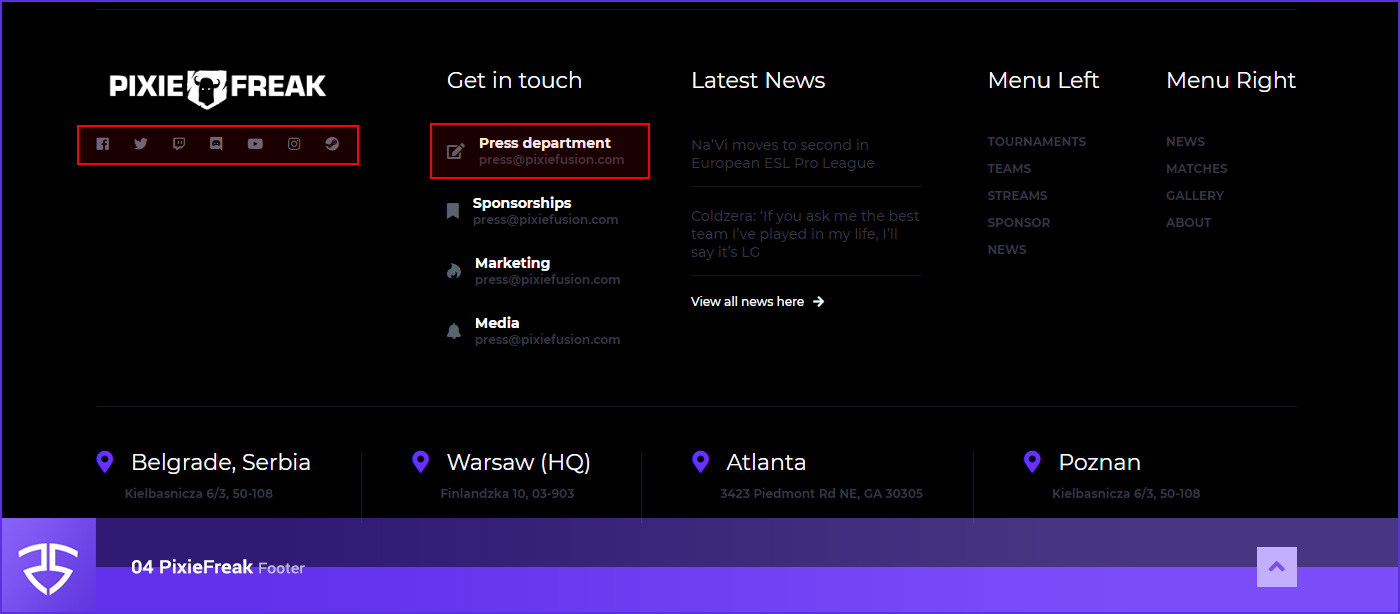 PIXIE FREAK
Get in touch
Press department
press@pixiefusion.com
Sponsorships
press@pixiefusion.com
Marketing
press@pixiefusion.com
Media
press@pixiefusion.com
Latest News
Na’Vi moves to second in
European ESL Pro League
Coldzera: ‘If you ask me the best
team I’ve played in my life, I’ll
say it’s LG
View all news here
Menu Left
TOURNAMENTS
TEAMS
STREAMS
SPONSOR
NEWS
Menu Right
NEWS
MATCHES
GALLERY
ABOUT
Belgrade, Serbia
Kielbasnicza 6/3, 50-108
Warsaw (HQ)
Finlandzka 10, 03-903
Atlanta
3423 Piedmont Rd NE, GA 30305
Poznan
Kielbasnicza 6/3, 50-108
04 PixieFreak Footer